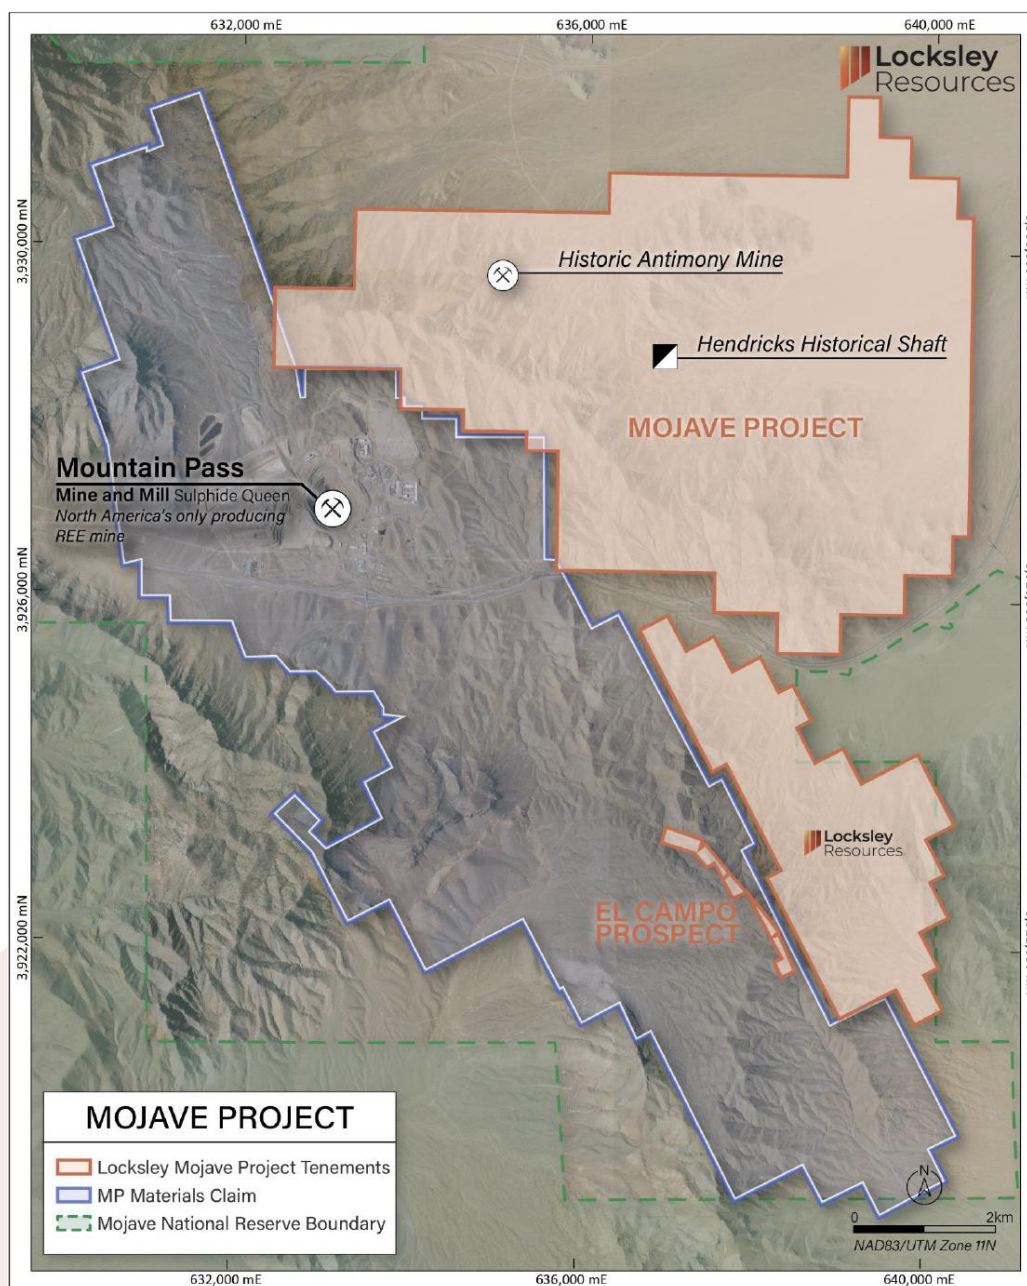 632,000 mE
636,000 mE
640,000 mE
Locksley
Resources
3,930,000 mN
Historic Antimony Mine
Hendricks Historical Shaft
MOJAVE PROJECT
Mountain Pass
Mine and Mill Sulphide Queen
North America's only producing
REE mine
3,926,000 mN
Locksley
Resources
EL CAMPO
PROSPECT
3,922,000 mN
MOJAVE PROJECT
Locksley Mojave Project Tenements
MP Materials Claim
Mojave National Reserve Boundary
N
0 2km
NAD83/UTM Zone 11N
632,000 mE
636,000 mE
640,000 mE